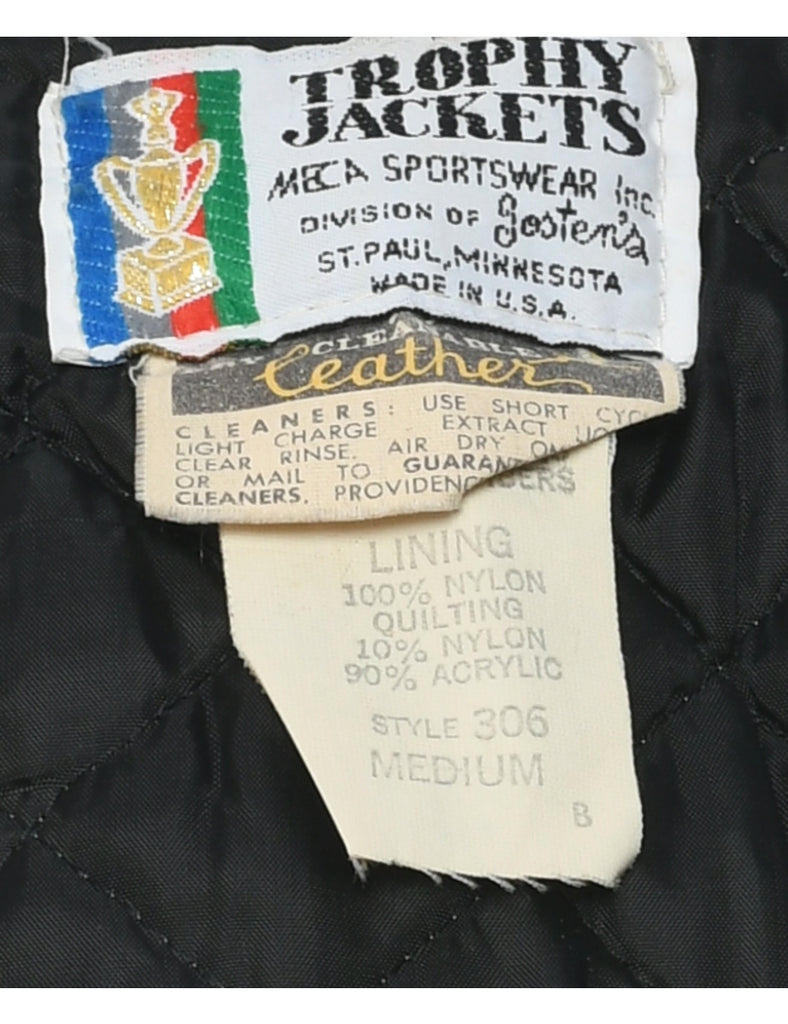 TROPHY
JACKETS
MECA SPORTSWEAR Inc.
DIVISION OF Josten's
ST. PAUL, MINNESOTA
MADE IN U.S.A.
Leather
CLEANERS: USE SHORT
LIGHT CHARGE EXTRACT
CLEAR RINSE. AIR DRY
OR MAIL TO
CLEANERS, 
LINING
100% NYLON
QUILTING
10% NYLON
90% ACRYLIC
STYLE 306
MEDIUM
B